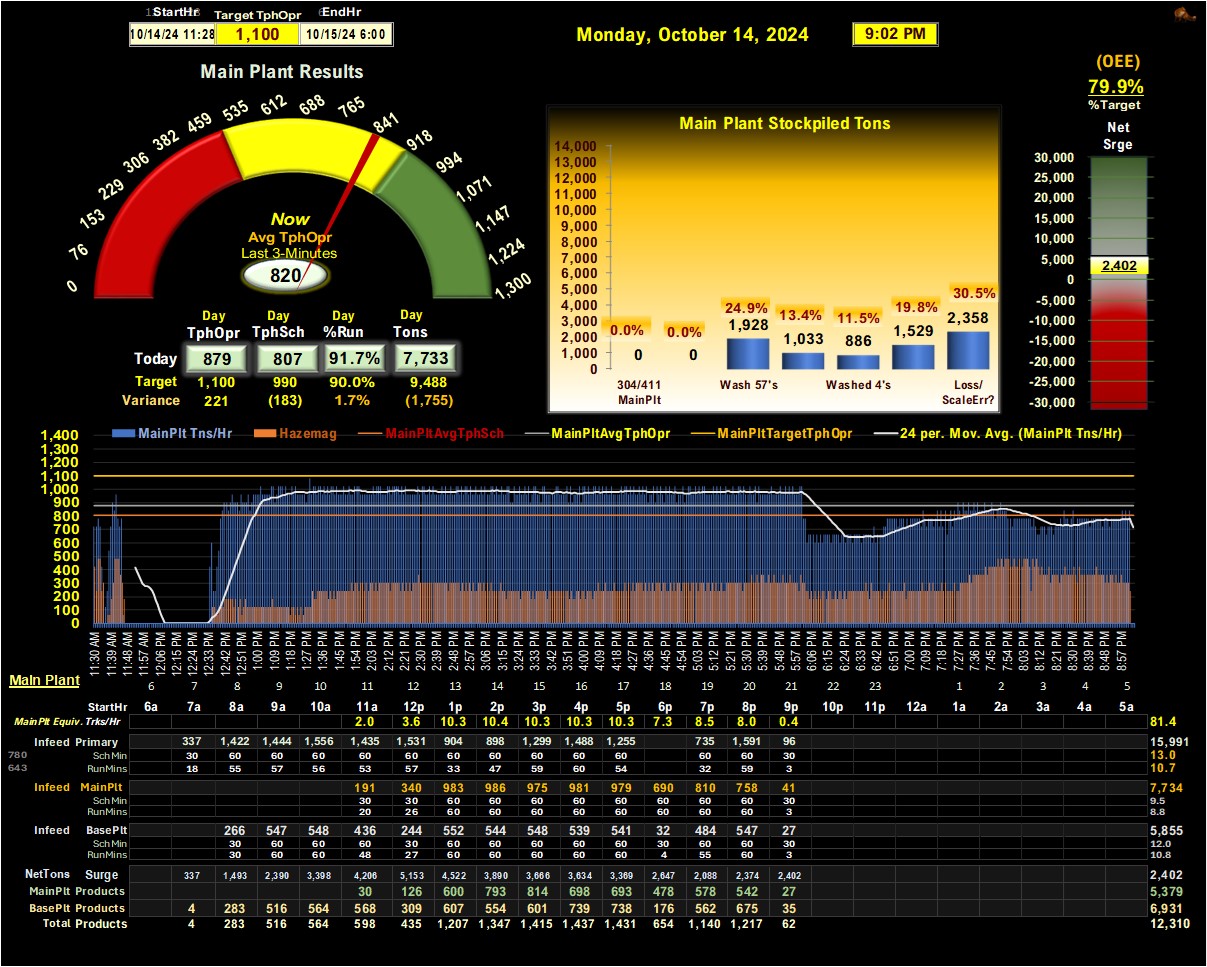 StartHr Target TphOpr EndHr
10/14/24 11:28 1,100 10/15/24 6:00
Monday, October 14, 2024 9:02 PM
(OEE)
79.9%
%Target
Main Plant Results
0 76 153 229 306 382 459 535 612 688 765 841 918 994 1,071 1,147 1,224 1,300
Now
Avg TphOpr
Last 3-Minutes
820
Day Day Day Day
TphOpr TphSch %Run Tons
Today 879 807 91.7% 7,733
Target 1,100 990 90.0% 9,488
Variance 221 (183) 1.7% (1,755)
Main Plant Stockpiled Tons
14,000
13,000
12,000
11,000
10,000
9,000
8,000
7,000
6,000
5,000
4,000
3,000
2,000
1,000
0
0.0% 0.0% 24.9% 13.4% 11.5% 19.8% 30.5%
0 0 1,928 1,033 886 1,529 2,358
304/411 Wash 57's Washed 4's Loss/
MainPlt ScaleErr?
Net
Srge
30,000
25,000
20,000
15,000
10,000
5,000
2,402
0
-5,000
-10,000
-15,000
-20,000
-25,000
-30,000
MainPlt Tns/Hr Hazemag MainPltAvgTphSch MainPltAvgTphOpr MainPltTargetTphOpr 24 per. Mov. Avg. (MainPlt Tns/Hr)
1,400
1,300
1,200
1,100
1,000
900
800
700
600
500
400
300
200
100
0
11:30 AM 11:39 AM 11:48 AM 11:57 AM 12:06 PM 12:15 PM 12:24 PM 12:33 PM 12:42 PM 12:51 PM 1:00 PM 1:09 PM 1:18 PM 1:27 PM 1:36 PM 1:45 PM 1:54 PM 2:03 PM 2:12 PM 2:21 PM 2:30 PM 2:39 PM 2:48 PM 2:57 PM 3:06 PM 3:15 PM 3:24 PM 3:33 PM 3:42 PM 3:51 PM 4:00 PM 4:09 PM 4:18 PM 4:27 PM 4:36 PM 4:45 PM 4:54 PM 5:03 PM 5:12 PM 5:21 PM 5:30 PM 5:39 PM 5:48 PM 5:57 PM 6:06 PM 6:15 PM 6:24 PM 6:33 PM 6:42 PM 6:51 PM 7:00 PM 7:09 PM 7:18 PM 7:27 PM 7:36 PM 7:45 PM 7:54 PM 8:03 PM 8:12 PM 8:21 PM 8:30 PM 8:39 PM 8:48 PM 8:57 PM
Main Plant 6 7 8 9 10 11 12 13 14 15 16 17 18 19 20 21 22 23 1 2 3 4 5
StartHr 6a 7a 8a 9a 10a 11a 12p 1p 2p 3p 4p 5p 6p 7p 8p 9p 10p 11p 12a 1a 2a 3a 4a 5a
MainPlt Equiv. Trks/Hr 2.0 3.6 10.3 10.4 10.3 10.3 10.3 7.3 8.5 8.0 0.4 81.4
Infeed Primary 337 1,422 1,444 1,556 1,435 1,531 904 898 1,299 1,488 1,255 735 1,591 96 15,991
780 SchMin 30 60 60 60 60 60 60 60 60 60 60 60 60 30 13.0
643 RunMins 18 55 57 56 53 57 33 47 59 60 54 32 59 3 10.7
Infeed MainPlt 191 340 983 986 975 981 979 690 810 758 41 7,734
SchMin 30 30 60 60 60 60 60 60 60 60 30 9.5
RunMins 20 26 60 60 60 60 60 60 60 60 3 8.8
Infeed BasePlt 266 547 548 436 244 552 544 548 539 541 32 484 547 27 5,855
SchMin 30 60 60 60 30 60 60 60 60 60 30 60 60 30 12.0
RunMins 30 60 60 48 27 60 60 60 60 60 4 55 60 3 10.8
NetTons Surge 337 1,493 2,390 3,398 4,206 5,153 4,522 3,890 3,666 3,634 3,369 2,647 2,088 2,374 2,402 2,402
MainPlt Products 30 126 600 793 814 698 693 478 578 542 27 5,379
BasePlt Products 4 283 516 564 568 309 607 554 601 739 738 176 562 675 35 6,931
Total Products 4 283 516 564 598 435 1,207 1,347 1,415 1,437 1,431 654 1,140 1,217 62 12,310